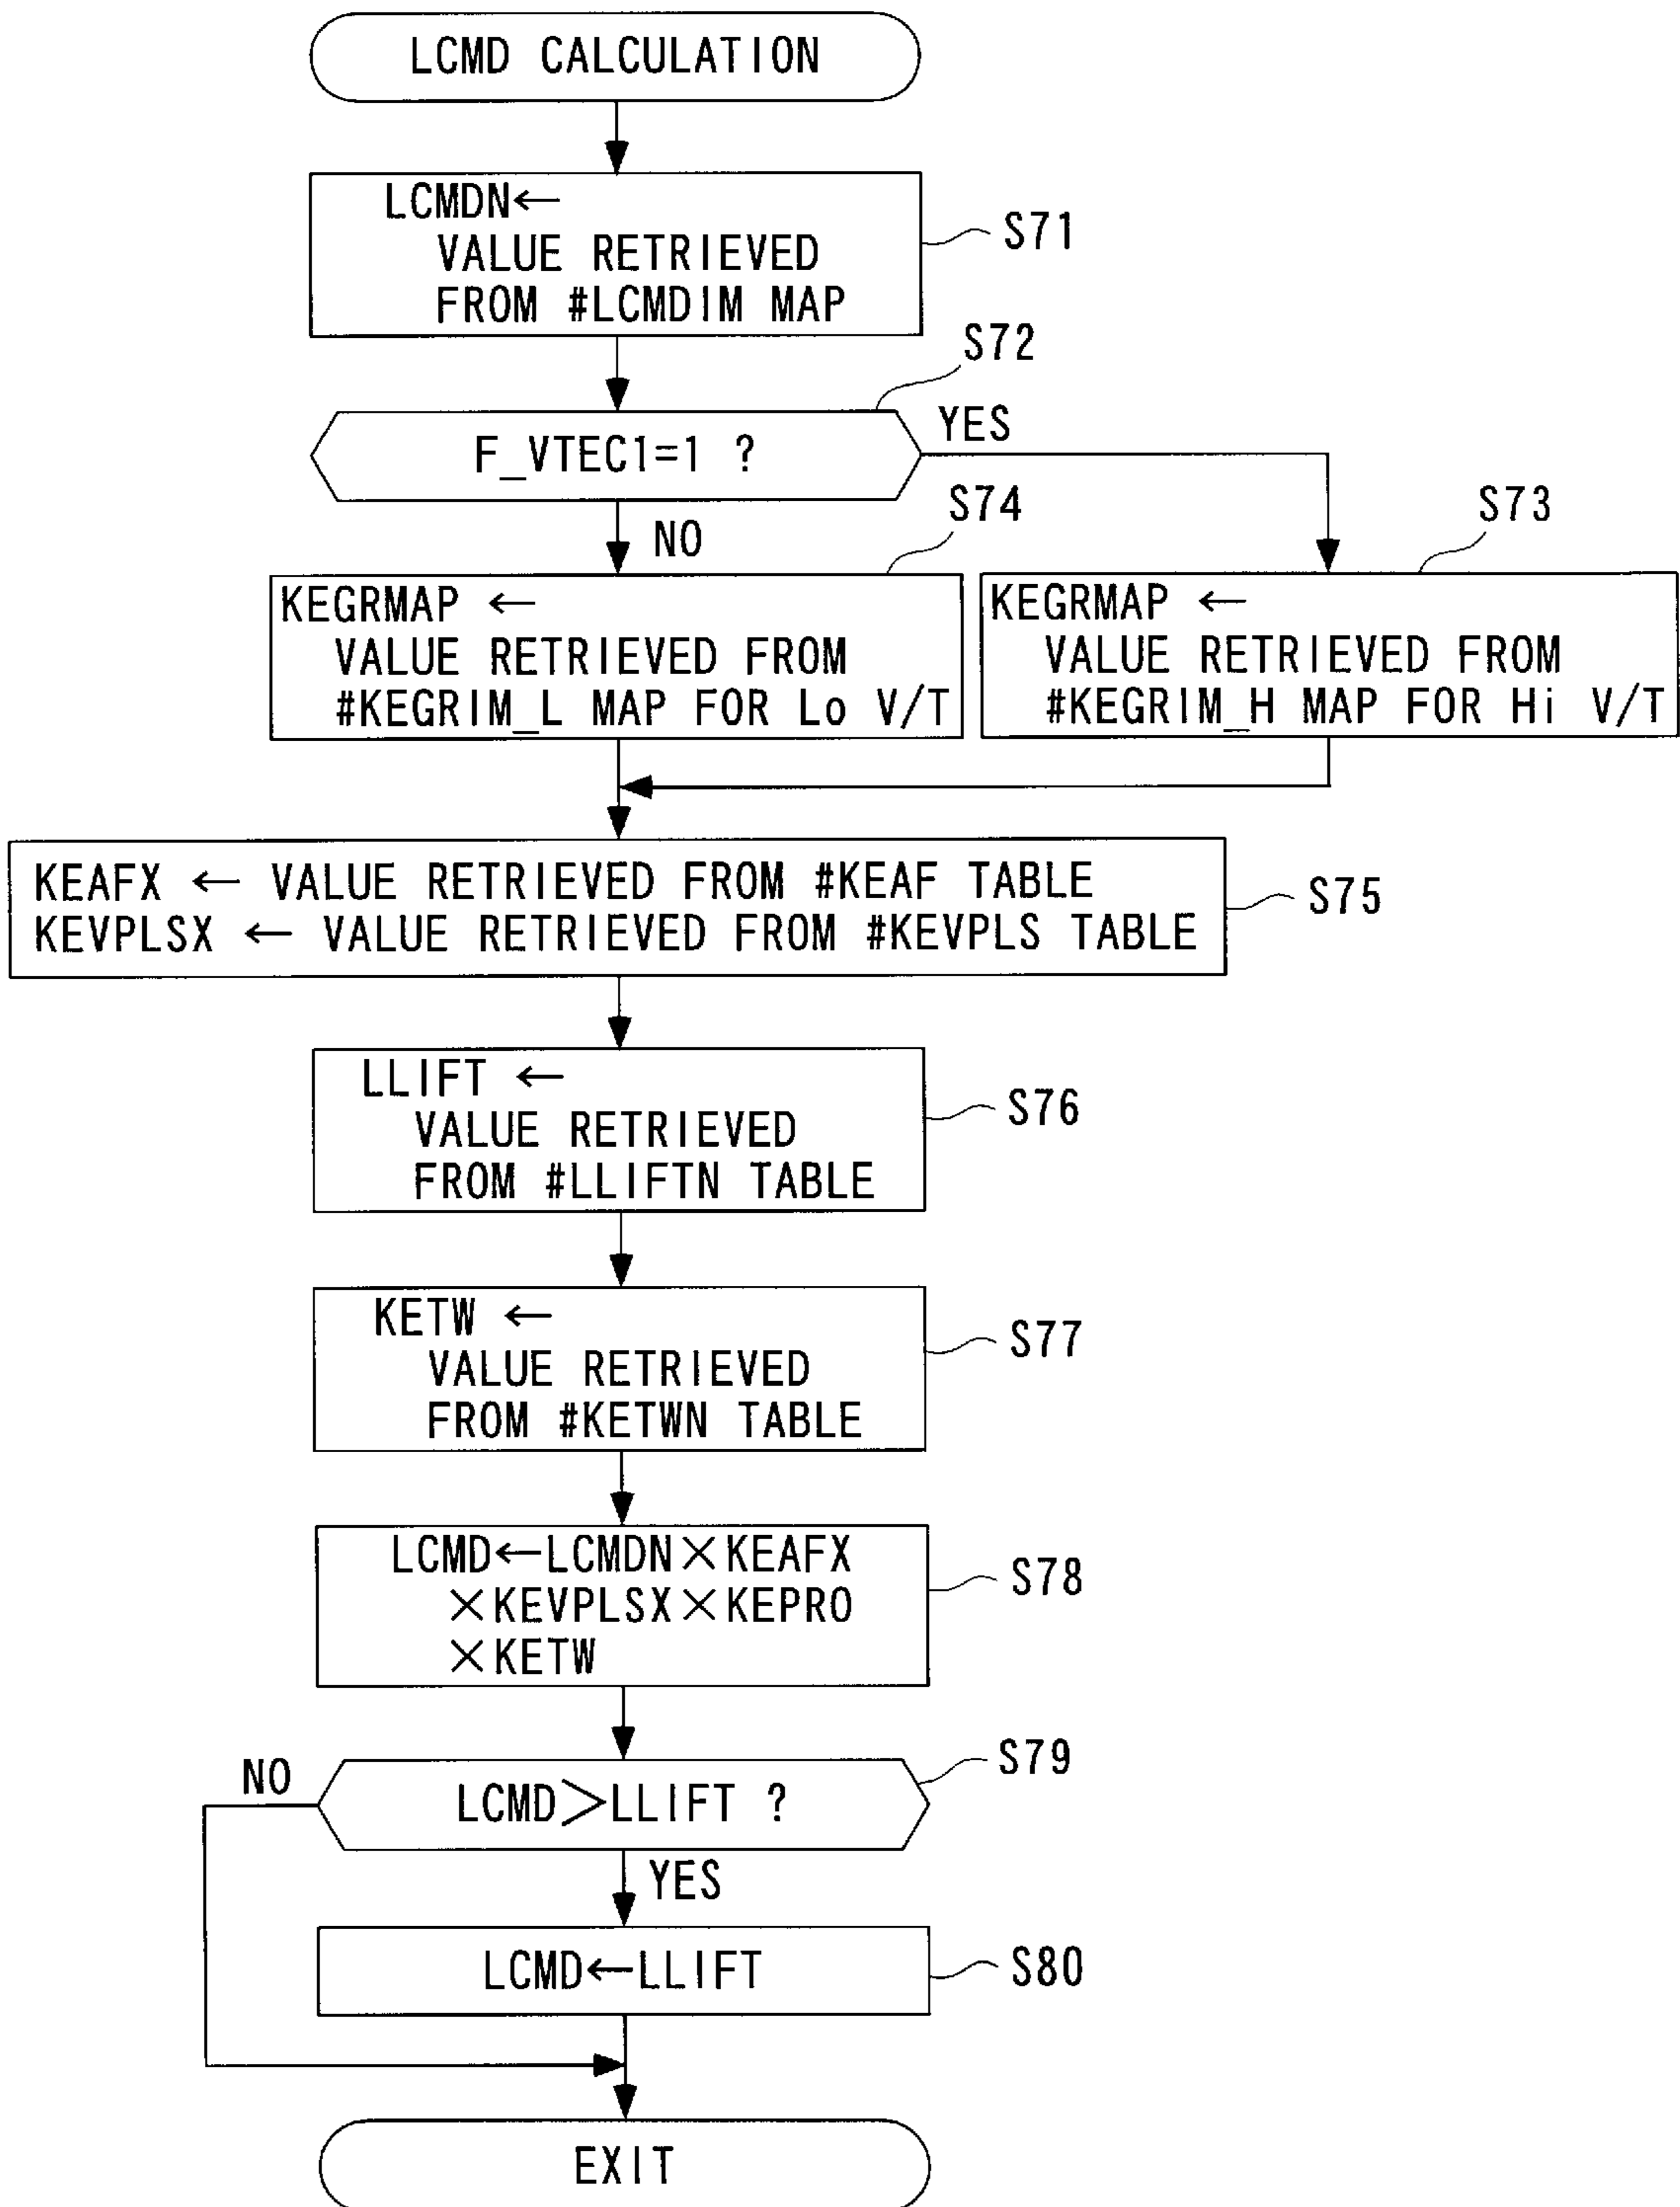 LCMD CALCULATION
LCMDN←
VALUE RETRIEVED
FROM #LCMDIM MAP
S71
S72
F_VTEC1=1 ?
YES
NO
S74
S73
KEGRMAP ←
VALUE RETRIEVED FROM
#KEGRIM_L MAP FOR Lo V/T
KEGRMAP ←
VALUE RETRIEVED FROM
#KEGRIM_H MAP FOR Hi V/T
KEAFX ← VALUE RETRIEVED FROM #KEAF TABLE
KEVPLSX ← VALUE RETRIEVED FROM #KEVPLS TABLE
S75
LLIFT ←
VALUE RETRIEVED
FROM #LLIFTN TABLE
S76
KETW ←
VALUE RETRIEVED
FROM #KETWN TABLE
S77
LCMD←LCMDN×KEAFX
×KEVPLSX×KEPRO
×KETW
S78
S79
NO
LCMD>LLIFT ?
YES
LCMD←LLIFT
S80
EXIT